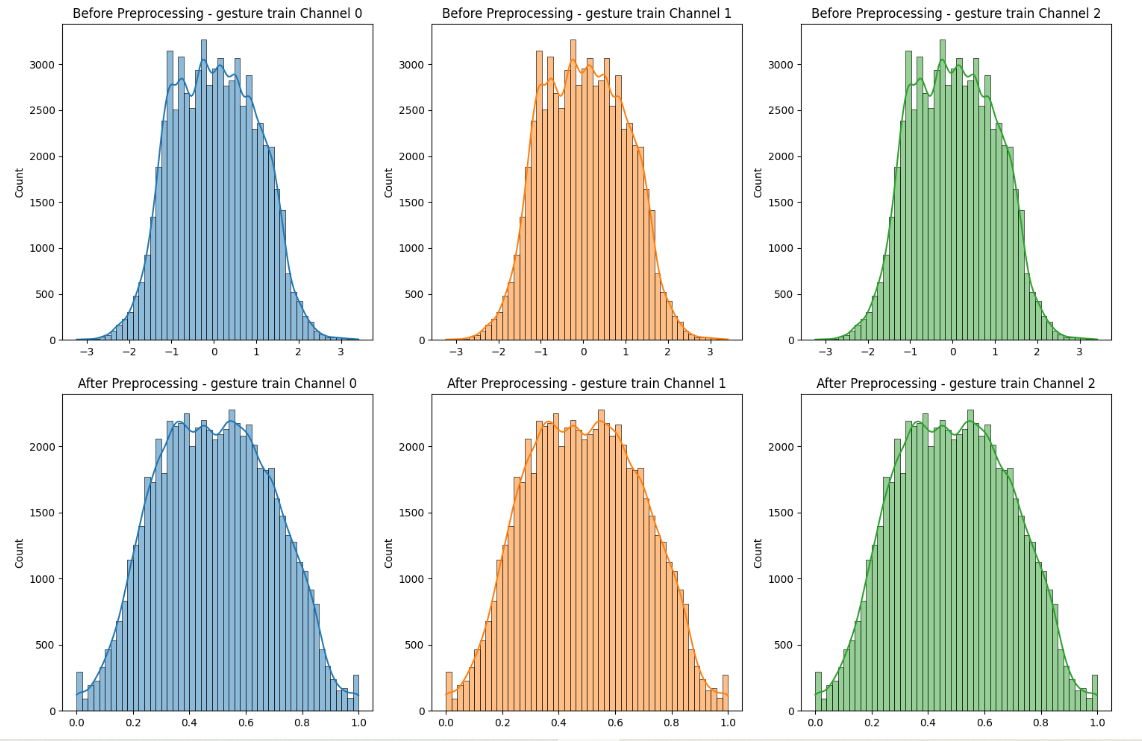 Before Preprocessing - gesture train Channel 0
Before Preprocessing - gesture train Channel 1
Before Preprocessing - gesture train Channel 2
Count
3000
2500
2000
1500
1000
500
0
−3 −2 −1 0 1 2 3
Count
3000
2500
2000
1500
1000
500
0
−3 −2 −1 0 1 2 3
Count
3000
2500
2000
1500
1000
500
0
−3 −2 −1 0 1 2 3
After Preprocessing - gesture train Channel 0
After Preprocessing - gesture train Channel 1
After Preprocessing - gesture train Channel 2
Count
2000
1500
1000
500
0
0.0 0.2 0.4 0.6 0.8 1.0
Count
2000
1500
1000
500
0
0.0 0.2 0.4 0.6 0.8 1.0
Count
2000
1500
1000
500
0
0.0 0.2 0.4 0.6 0.8 1.0